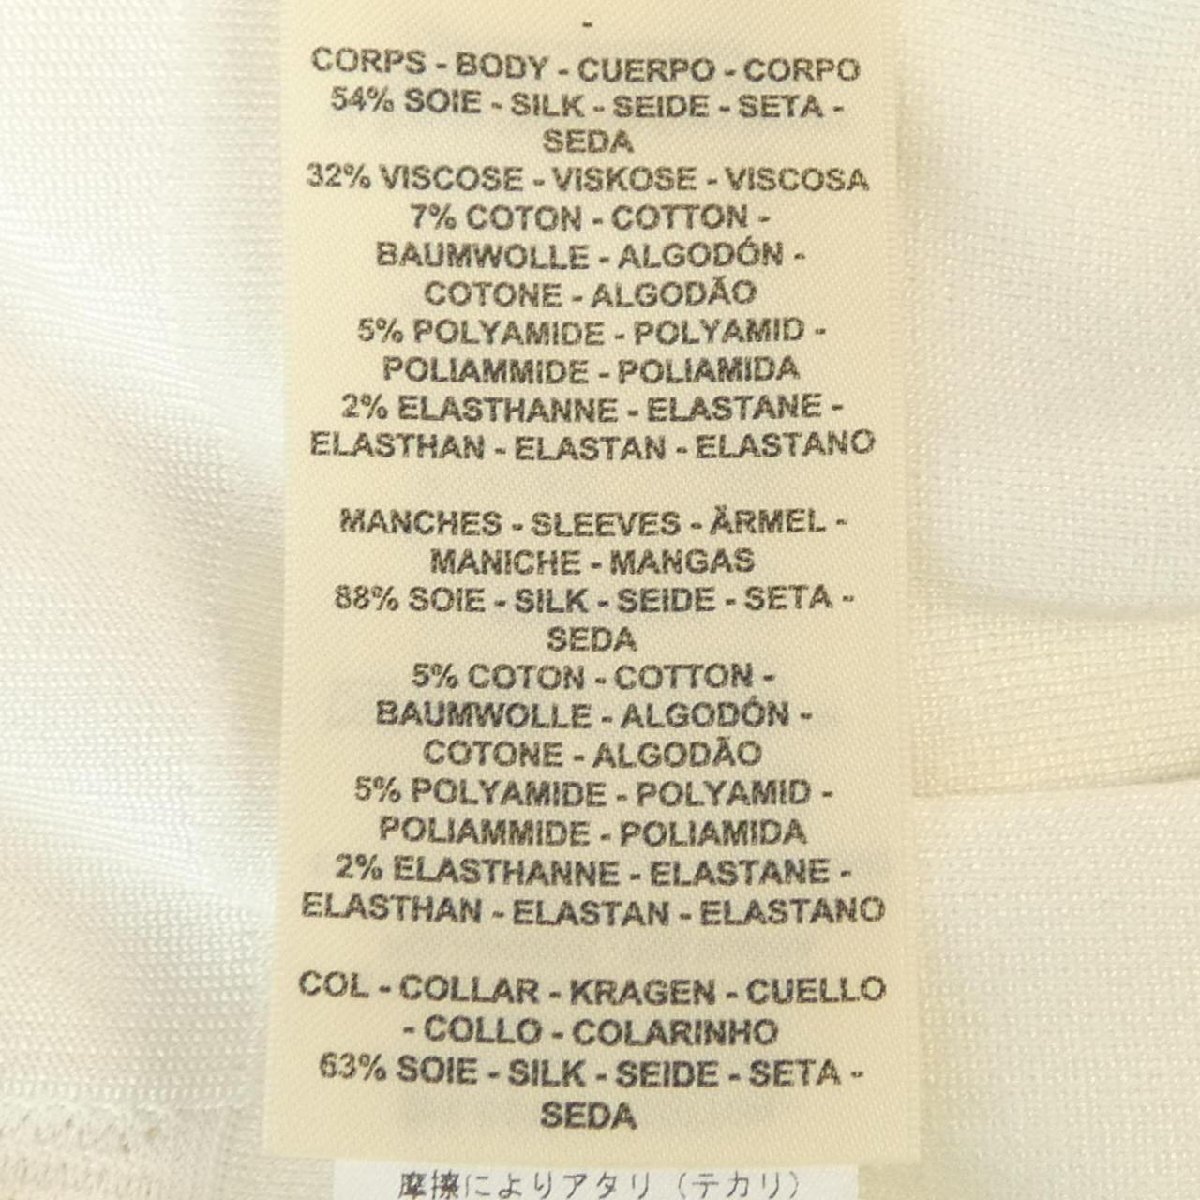 -
CORPS - BODY - CUERPO - CORPO
54% SOIE - SILK - SEIDE - SETA -
SEDA
32% VISCOSE - VISKOSE - VISCOSA
7% COTON - COTTON -
BAUMWOLLE - ALGODÓN -
COTONE - ALGODÃO
5% POLYAMIDE - POLYAMID -
POLIAMMIDE - POLIAMIDA
2% ELASTHANNE - ELASTANE -
ELASTHAN - ELASTAN - ELASTANO
MANCHES - SLEEVES - ÄRMEL -
MANICHE - MANGAS
88% SOIE - SILK - SEIDE - SETA -
SEDA
5% COTON - COTTON -
BAUMWOLLE - ALGODÓN -
COTONE - ALGODÃO
5% POLYAMIDE - POLYAMID -
POLIAMMIDE - POLIAMIDA
2% ELASTHANNE - ELASTANE -
ELASTHAN - ELASTAN - ELASTANO
COL - COLLAR - KRAGEN - CUELLO
- COLLO - COLARINHO
63% SOIE - SILK - SEIDE - SETA -
SEDA
摩擦によりアタリ（テカリ）